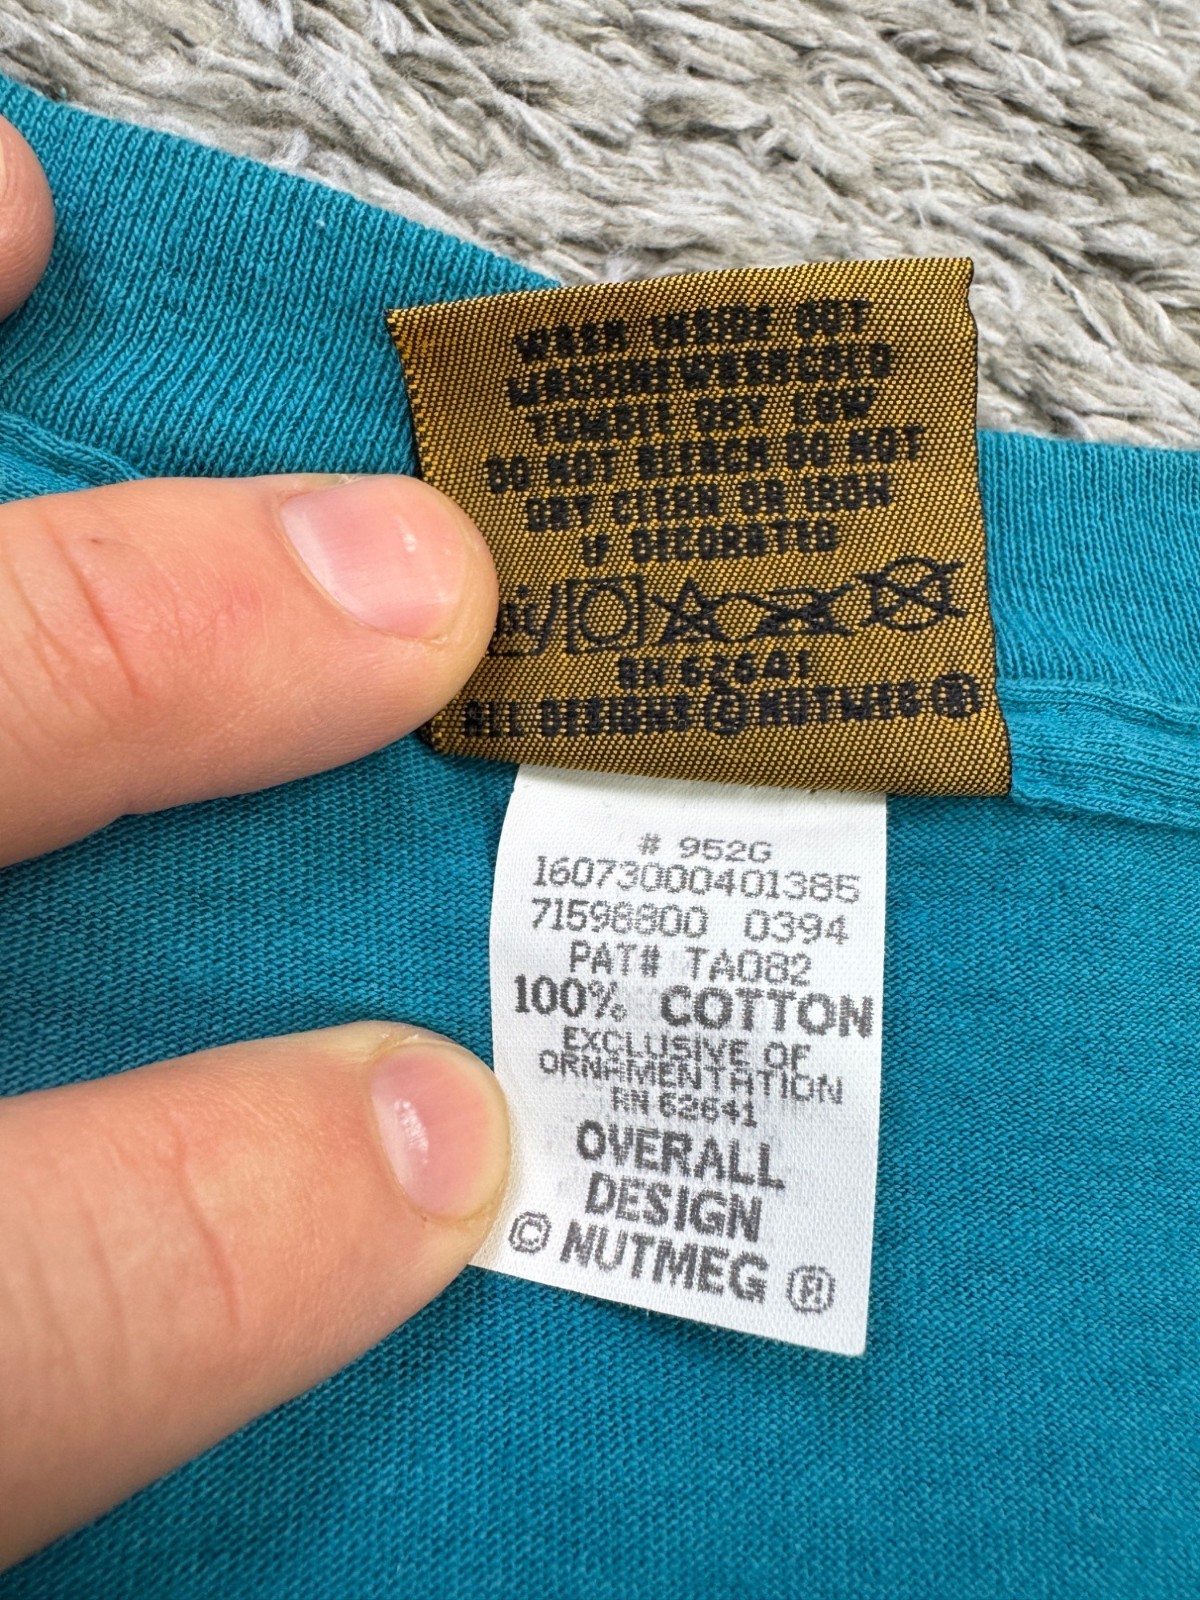 WASH INSIDE OUT
MACHINE WASH COLD
TUMBLE DRY LOW
DO NOT BLEACH DO NOT
DRY CLEAN OR IRON
IF DECORATED
RN 62641
ALL DESIGNS © NUTMEG ®
# 952G
16073000401385
71598800 0394
PAT# TA082
100% COTTON
EXCLUSIVE OF
ORNAMENTATION
RN 62641
OVERALL
DESIGN
© NUTMEG ®